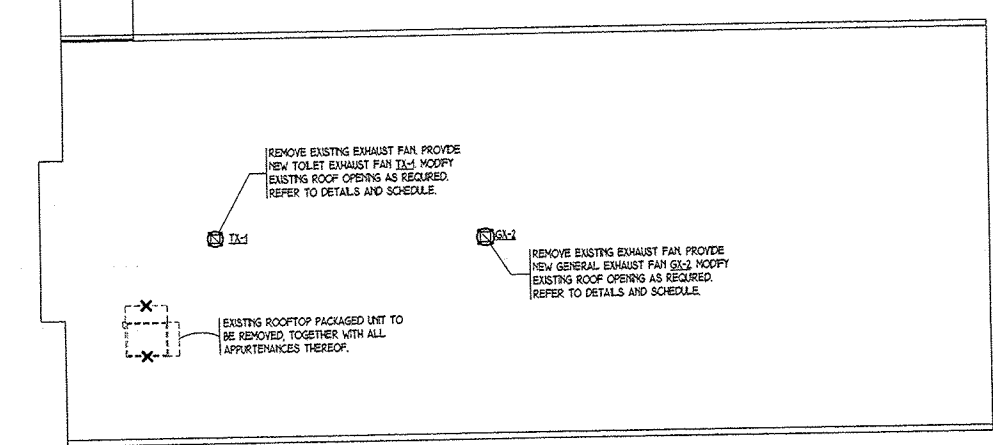 REMOVE EXISTING EXHAUST FAN. PROVIDE
NEW TOILET EXHAUST FAN TX-1. MODIFY
EXISTING ROOF OPENING AS REQUIRED.
REFER TO DETAILS AND SCHEDULE.
TX-1
GX-2
REMOVE EXISTING EXHAUST FAN. PROVIDE
NEW GENERAL EXHAUST FAN GX-2. MODIFY
EXISTING ROOF OPENING AS REQUIRED.
REFER TO DETAILS AND SCHEDULE.
EXISTING ROOFTOP PACKAGED UNIT TO
BE REMOVED, TOGETHER WITH ALL
APPURTENANCES THEREOF.